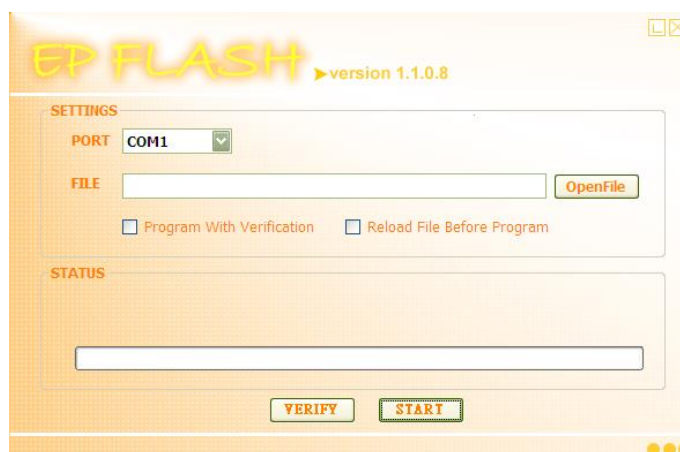 EP FLASH
version 1.1.0.8
SETTINGS
PORT COM1
FILE OpenFile
Program With Verification Reload File Before Program
STATUS
VERIFY START